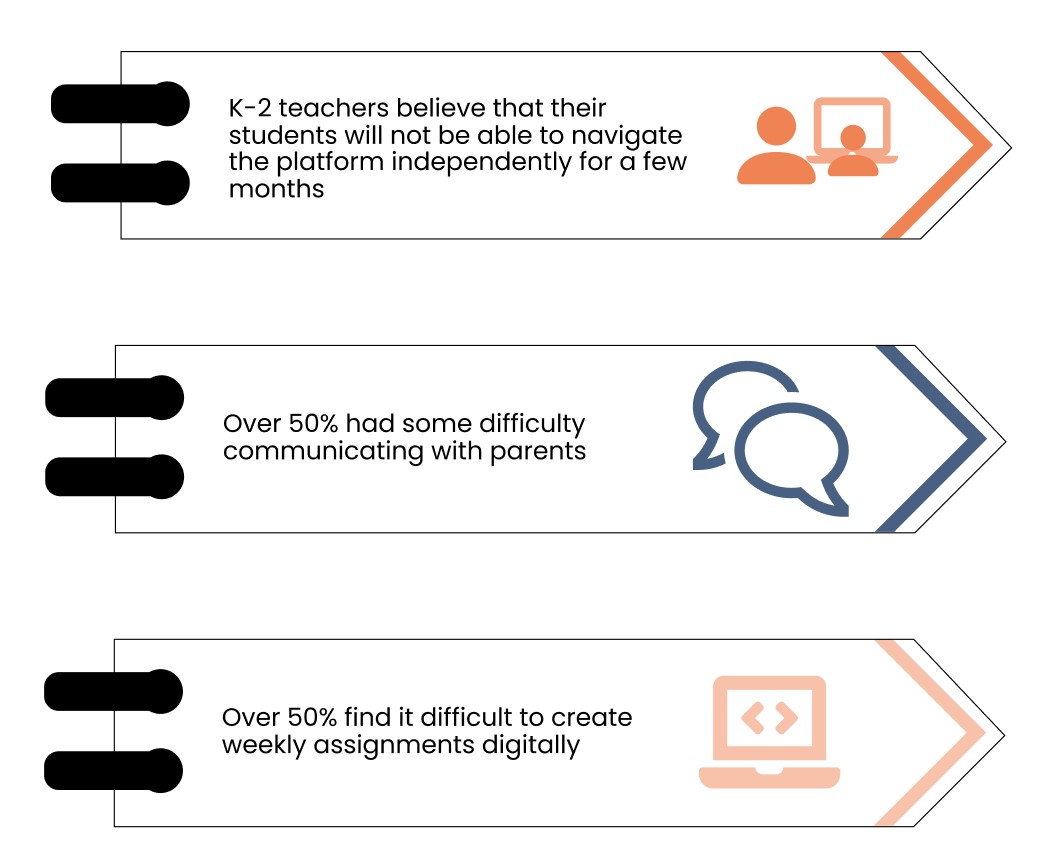 K-2 teachers believe that their
students will not be able to navigate
the platform independently for a few
months
Over 50% had some difficulty
communicating with parents
Over 50% find it difficult to create
weekly assignments digitally